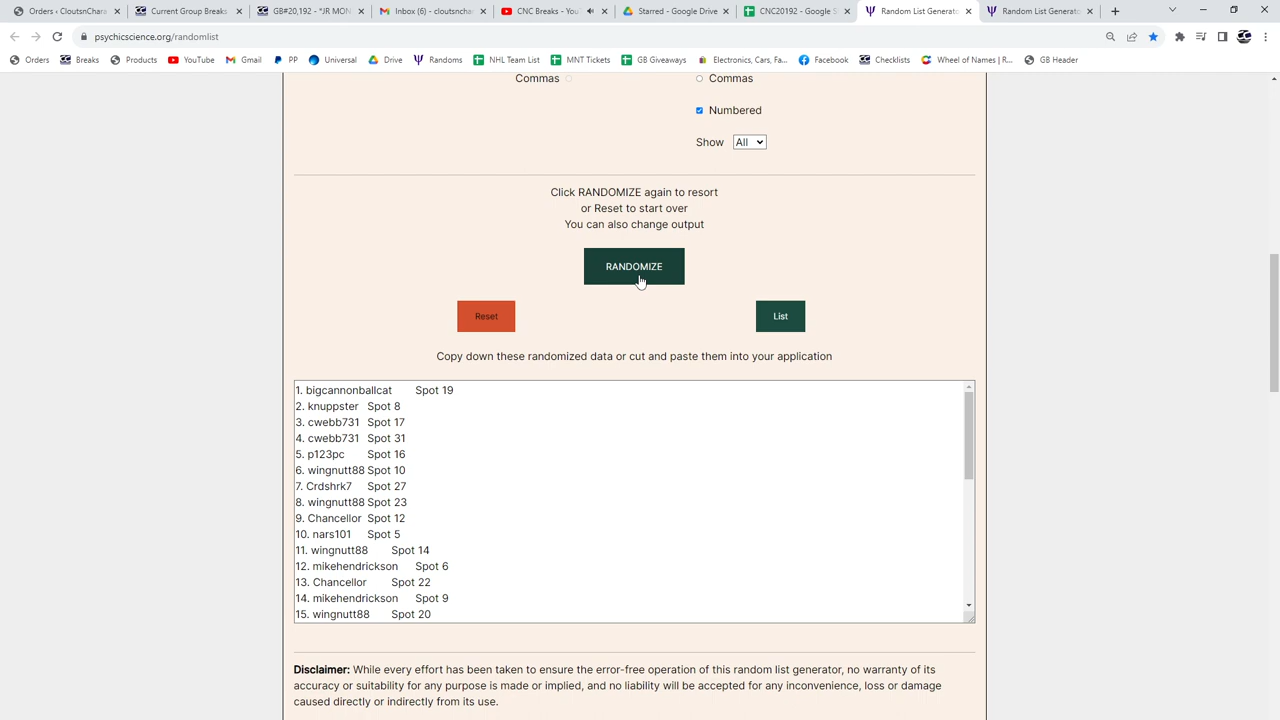 Orders ‹ CloutsnChara
Current Group Breaks
GB#20,192 - *JR MON
Inbox (6) - cloutsnchar
CNC Breaks - You
Starred - Google Drive
CNC20192 - Google S
Random List Generato
Random List Generato
psychicscience.org/randomlist
Orders Breaks Products YouTube Gmail PP Universal Drive Randoms NHL Team List MNT Tickets GB Giveaways Electronics, Cars, Fa... Facebook Checklists Wheel of Names | R... GB Header
Commas Commas
Numbered
Show All
Click RANDOMIZE again to resort
or Reset to start over
You can also change output
RANDOMIZE
Reset List
Copy down these randomized data or cut and paste them into your application
1. bigcannonballcat Spot 19
2. knuppster Spot 8
3. cwebb731 Spot 17
4. cwebb731 Spot 31
5. p123pc Spot 16
6. wingnutt88 Spot 10
7. Crdshrk7 Spot 27
8. wingnutt88 Spot 23
9. Chancellor Spot 12
10. nars101 Spot 5
11. wingnutt88 Spot 14
12. mikehendrickson Spot 6
13. Chancellor Spot 22
14. mikehendrickson Spot 9
15. wingnutt88 Spot 20
Disclaimer: While every effort has been taken to ensure the error-free operation of this random list generator, no warranty of its
accuracy or suitability for any purpose is made or implied, and no liability will be accepted for any inconvenience, loss or damage
caused directly or indirectly from its use.